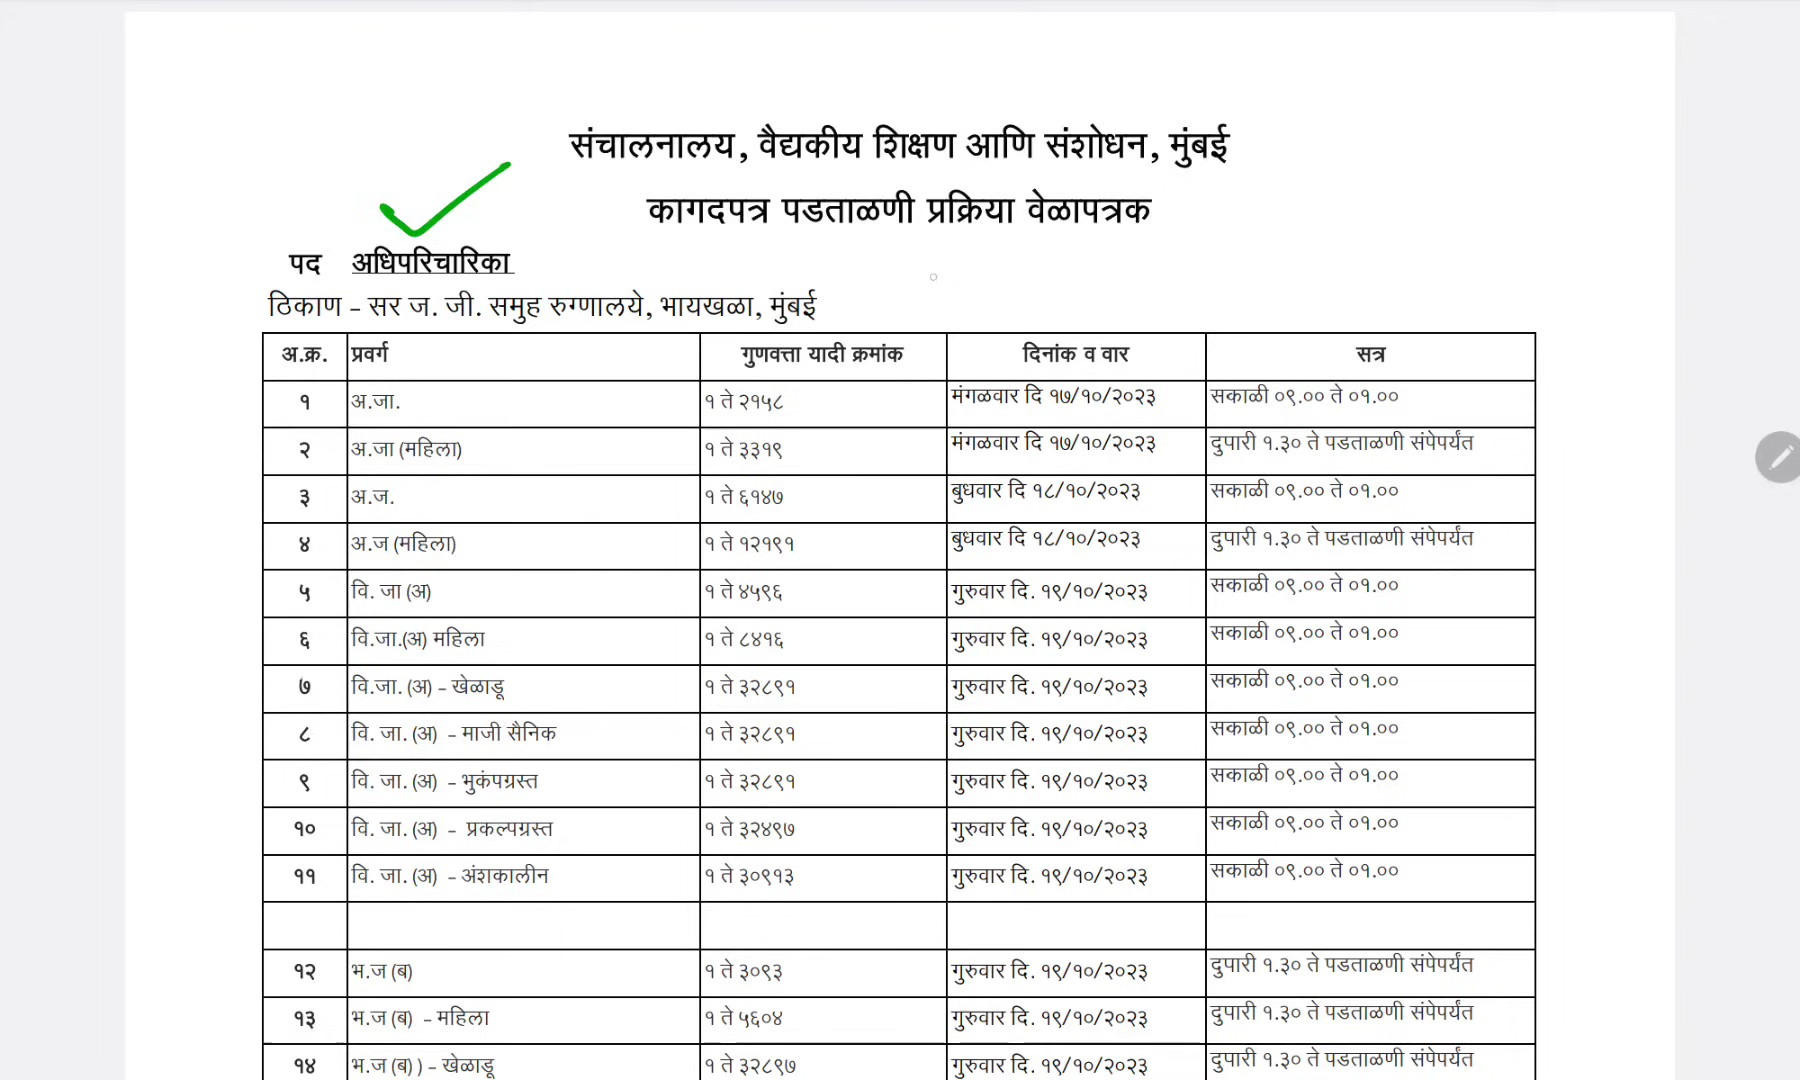 संचालनालय, वैद्यकीय शिक्षण आणि संशोधन, मुंबई
कागदपत्र पडताळणी प्रक्रिया वेळापत्रक
पद अधिपरिचारिका
ठिकाण – सर ज. जी. समुह रुग्णालये, भायखळा, मुंबई
अ.क्र. प्रवर्ग गुणवत्ता यादी क्रमांक दिनांक व वार सत्र
१ अ.जा. १ ते २१५८ मंगळवार दि १७/१०/२०२३ सकाळी ०९.०० ते ०१.००
२ अ.जा (महिला) १ ते ३३१९ मंगळवार दि १७/१०/२०२३ दुपारी १.३० ते पडताळणी संपेपर्यंत
३ अ.ज. १ ते ६१४७ बुधवार दि १८/१०/२०२३ सकाळी ०९.०० ते ०१.००
४ अ.ज (महिला) १ ते १२१९१ बुधवार दि १८/१०/२०२३ दुपारी १.३० ते पडताळणी संपेपर्यंत
५ वि. जा (अ) १ ते ४५९६ गुरुवार दि. १९/१०/२०२३ सकाळी ०९.०० ते ०१.००
६ वि.जा.(अ) महिला १ ते ८४१६ गुरुवार दि. १९/१०/२०२३ सकाळी ०९.०० ते ०१.००
७ वि.जा. (अ) – खेळाडू १ ते ३२८९१ गुरुवार दि. १९/१०/२०२३ सकाळी ०९.०० ते ०१.००
८ वि. जा. (अ) – माजी सैनिक १ ते ३२८९१ गुरुवार दि. १९/१०/२०२३ सकाळी ०९.०० ते ०१.००
९ वि. जा. (अ) – भुकंपग्रस्त १ ते ३२८९१ गुरुवार दि. १९/१०/२०२३ सकाळी ०९.०० ते ०१.००
१० वि. जा. (अ) – प्रकल्पग्रस्त १ ते ३२४९७ गुरुवार दि. १९/१०/२०२३ सकाळी ०९.०० ते ०१.००
११ वि. जा. (अ) – अंशकालीन १ ते ३०९१३ गुरुवार दि. १९/१०/२०२३ सकाळी ०९.०० ते ०१.००
१२ भ.ज (ब) १ ते ३०९३ गुरुवार दि. १९/१०/२०२३ दुपारी १.३० ते पडताळणी संपेपर्यंत
१३ भ.ज (ब) – महिला १ ते ५६०४ गुरुवार दि. १९/१०/२०२३ दुपारी १.३० ते पडताळणी संपेपर्यंत
१४ भ.ज (ब) ) – खेळाडू १ ते ३२८९७ गुरुवार दि. १९/१०/२०२३ दुपारी १.३० ते पडताळणी संपेपर्यंत